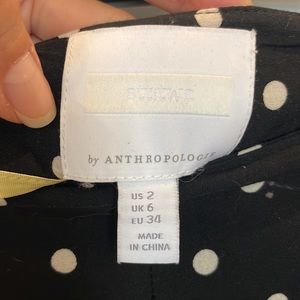 by ANTHROPOLOGIE
US 2
UK 6
EU 34
MADE
IN CHINA